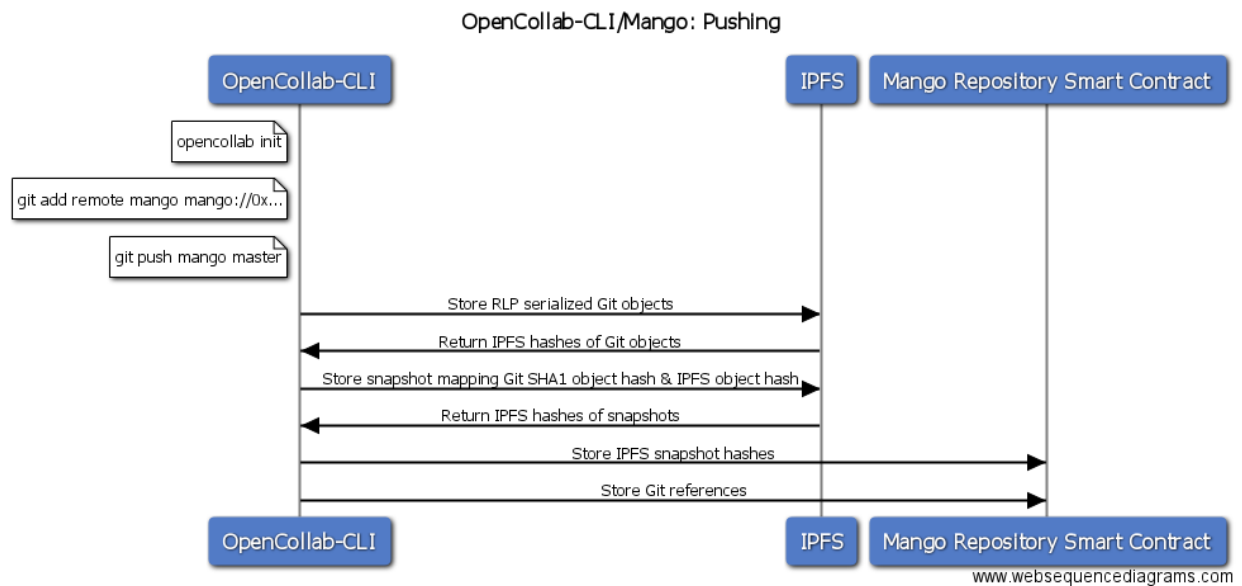 OpenCollab-CLI/Mango: Pushing
OpenCollab-CLI
IPFS
Mango Repository Smart Contract
opencollab init
git add remote mango mango://0x...
git push mango master
Store RLP serialized Git objects
Return IPFS hashes of Git objects
Store snapshot mapping Git SHA1 object hash & IPFS object hash
Return IPFS hashes of snapshots
Store IPFS snapshot hashes
Store Git references
OpenCollab-CLI
IPFS
Mango Repository Smart Contract
www.websequencediagrams.com